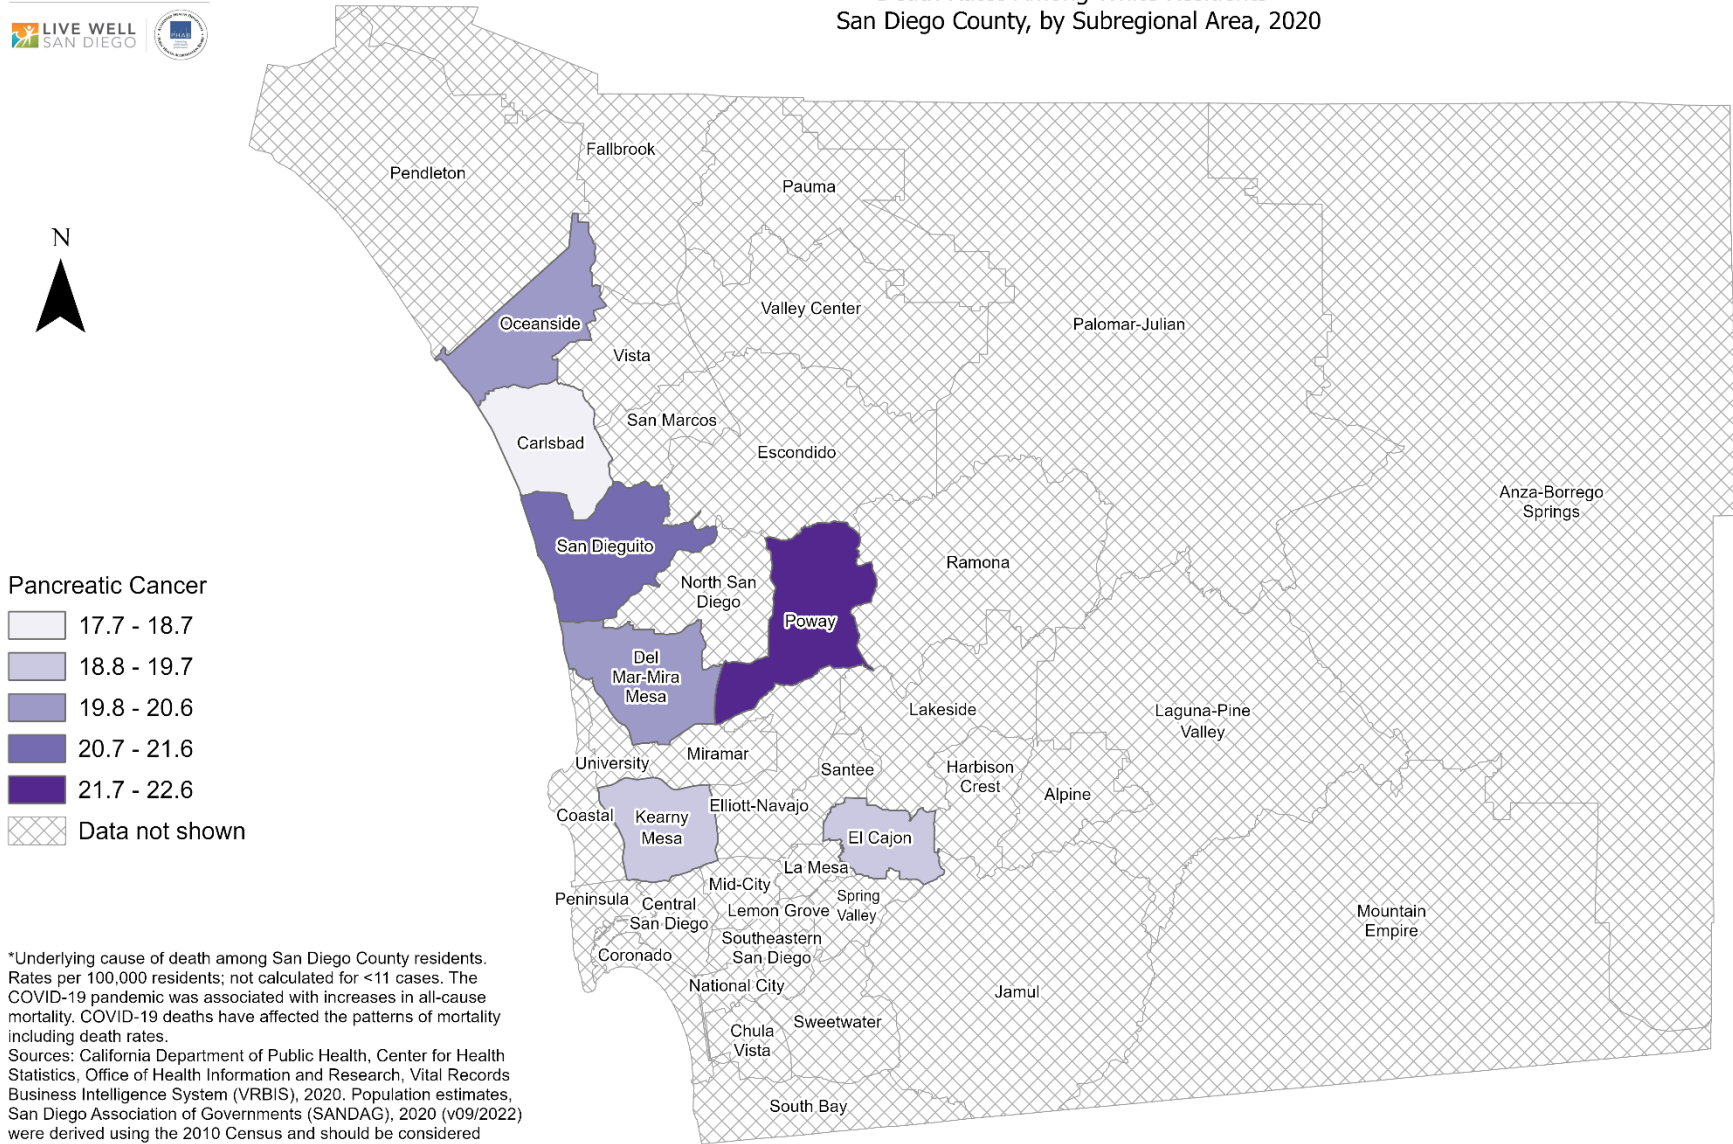 LIVE WELL
SAN DIEGO
PHAB
San Diego County, by Subregional Area, 2020
Fallbrook
Pendleton
Pauma
N
Oceanside
Valley Center
Palomar-Julian
Vista
San Marcos
Carlsbad
Escondido
Anza-Borrego
Springs
San Dieguito
Ramona
North San
Diego
Poway
Del
Mar-Mira
Mesa
Lakeside
Laguna-Pine
Valley
Miramar
University
Santee
Harbison
Crest
Alpine
Elliott-Navajo
Coastal
Kearny
Mesa
El Cajon
La Mesa
Mid-City
Peninsula
Central
San Diego
Lemon Grove
Spring
Valley
Mountain
Empire
Southeastern
San Diego
Coronado
National City
Jamul
Sweetwater
Chula
Vista
South Bay
Pancreatic Cancer
17.7 - 18.7
18.8 - 19.7
19.8 - 20.6
20.7 - 21.6
21.7 - 22.6
Data not shown
*Underlying cause of death among San Diego County residents.
Rates per 100,000 residents; not calculated for <11 cases. The
COVID-19 pandemic was associated with increases in all-cause
mortality. COVID-19 deaths have affected the patterns of mortality
including death rates.
Sources: California Department of Public Health, Center for Health
Statistics, Office of Health Information and Research, Vital Records
Business Intelligence System (VRBIS), 2020. Population estimates,
San Diego Association of Governments (SANDAG), 2020 (v09/2022)
were derived using the 2010 Census and should be considered